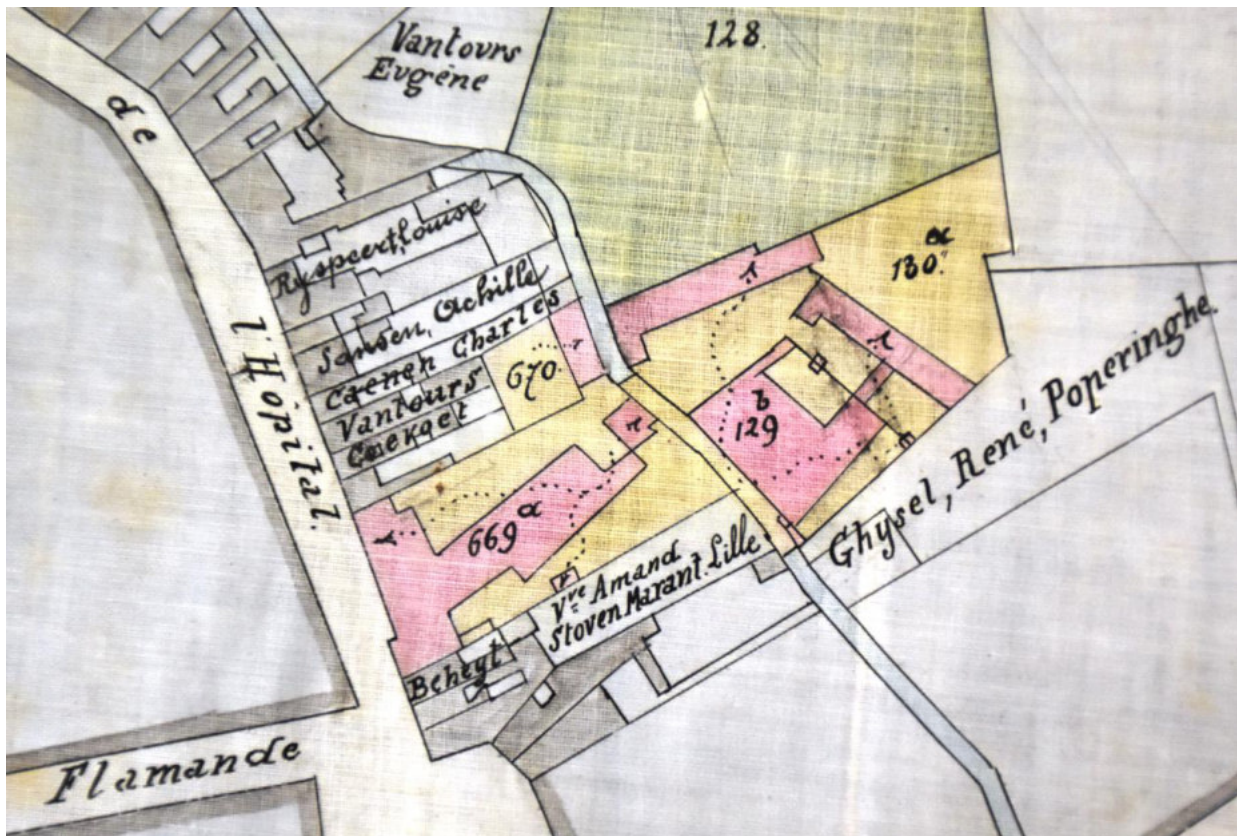 Vantours
Eugène
128.
de
l'Hôpital.
Ryspeert, Louise
Jansen, Achille
Caenen Charles
Vantours
670.
130.a
b
129
669 a
Vve Amand
Stoven Marant. Lille
Beheyt
Ghysel, René, Poperinghe.
Flamande